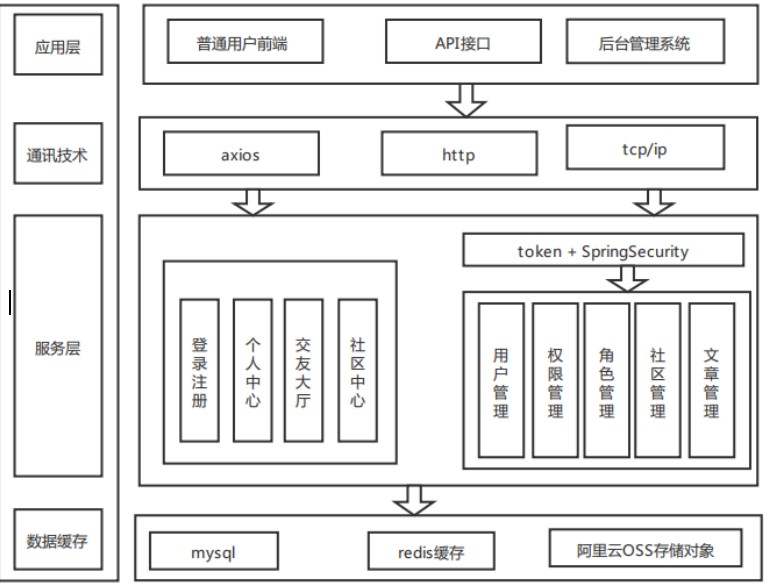 应用层
普通用户前端
API接口
后台管理系统
通讯技术
axios
http
tcp/ip
服务层
token + SpringSecurity
登录注册
个人中心
交友大厅
社区中心
用户管理
权限管理
角色管理
社区管理
文章管理
数据缓存
mysql
redis缓存
阿里云OSS存储对象